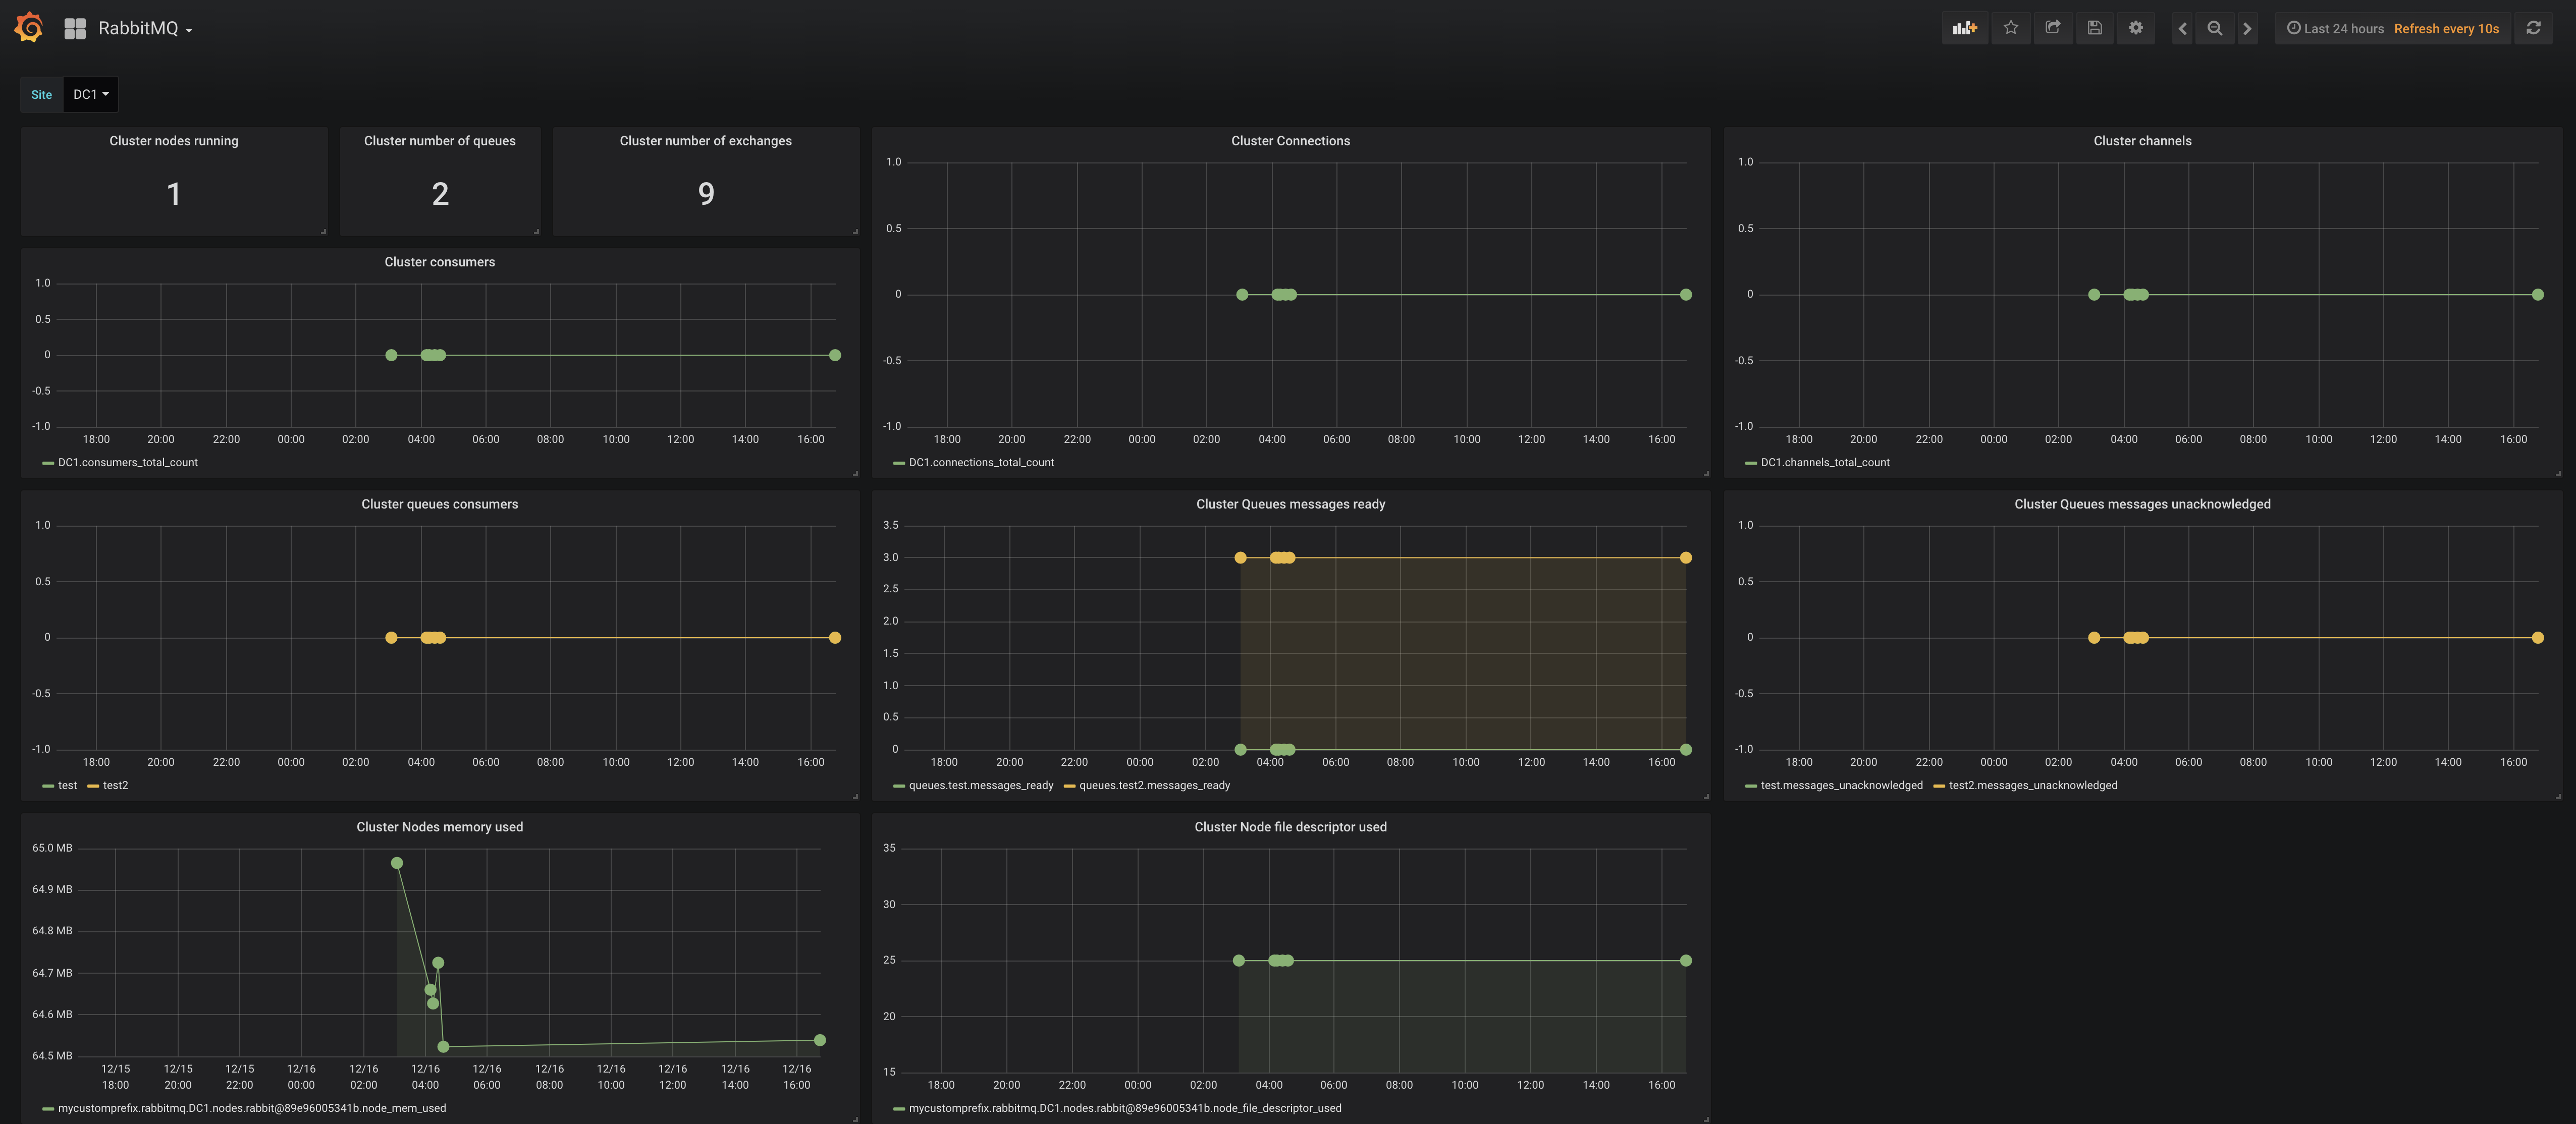 RabbitMQ
Last 24 hours Refresh every 10s
Site DC1
Cluster nodes running
1
Cluster number of queues
2
Cluster number of exchanges
9
Cluster Connections
1.0
0.5
0
-0.5
-1.0
18:00 20:00 22:00 00:00 02:00 04:00 06:00 08:00 10:00 12:00 14:00 16:00
DC1.connections_total_count
Cluster channels
1.0
0.5
0
-0.5
-1.0
18:00 20:00 22:00 00:00 02:00 04:00 06:00 08:00 10:00 12:00 14:00 16:00
DC1.channels_total_count
Cluster consumers
1.0
0.5
0
-0.5
-1.0
18:00 20:00 22:00 00:00 02:00 04:00 06:00 08:00 10:00 12:00 14:00 16:00
DC1.consumers_total_count
Cluster queues consumers
1.0
0.5
0
-0.5
-1.0
18:00 20:00 22:00 00:00 02:00 04:00 06:00 08:00 10:00 12:00 14:00 16:00
test test2
Cluster Queues messages ready
3.5
3.0
2.5
2.0
1.5
1.0
0.5
0
18:00 20:00 22:00 00:00 02:00 04:00 06:00 08:00 10:00 12:00 14:00 16:00
queues.test.messages_ready queues.test2.messages_ready
Cluster Queues messages unacknowledged
1.0
0.5
0
-0.5
-1.0
18:00 20:00 22:00 00:00 02:00 04:00 06:00 08:00 10:00 12:00 14:00 16:00
test.messages_unacknowledged test2.messages_unacknowledged
Cluster Nodes memory used
65.0 MB
64.9 MB
64.8 MB
64.7 MB
64.6 MB
64.5 MB
12/15 12/15 12/15 12/16 12/16 12/16 12/16 12/16 12/16 12/16 12/16 12/16
18:00 20:00 22:00 00:00 02:00 04:00 06:00 08:00 10:00 12:00 14:00 16:00
mycustomprefix.rabbitmq.DC1.nodes.rabbit@89e96005341b.node_mem_used
Cluster Node file descriptor used
35
30
25
20
15
18:00 20:00 22:00 00:00 02:00 04:00 06:00 08:00 10:00 12:00 14:00 16:00
mycustomprefix.rabbitmq.DC1.nodes.rabbit@89e96005341b.node_file_descriptor_used